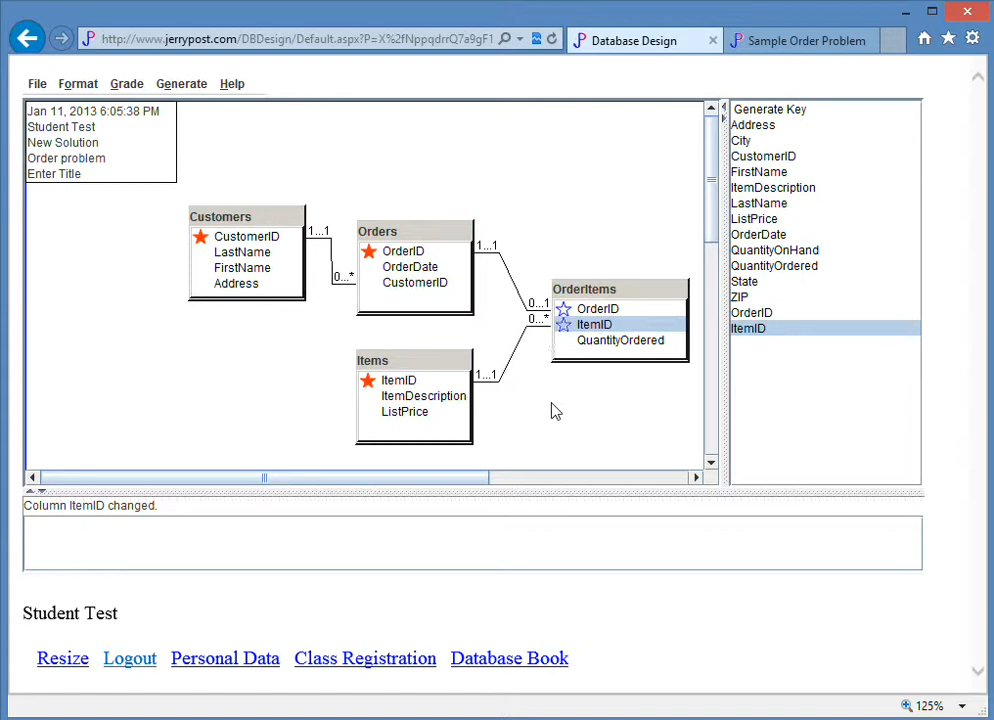 http://www.jerrypost.com/DBDesign/Default.aspx?P=X%2fNppqdrrQ7a9gF1
Database Design
Sample Order Problem
File Format Grade Generate Help
Jan 11, 2013 6:05:38 PM
Student Test
New Solution
Order problem
Enter Title
Customers
CustomerID
LastName
FirstName
Address
1...1
0...*
Orders
OrderID
OrderDate
CustomerID
1...1
0...1
0...*
OrderItems
OrderID
ItemID
QuantityOrdered
Items
ItemID
ItemDescription
ListPrice
1...1
Generate Key
Address
City
CustomerID
FirstName
ItemDescription
LastName
ListPrice
OrderDate
QuantityOnHand
QuantityOrdered
State
ZIP
OrderID
ItemID
Column ItemID changed.
Student Test
Resize Logout Personal Data Class Registration Database Book
125%